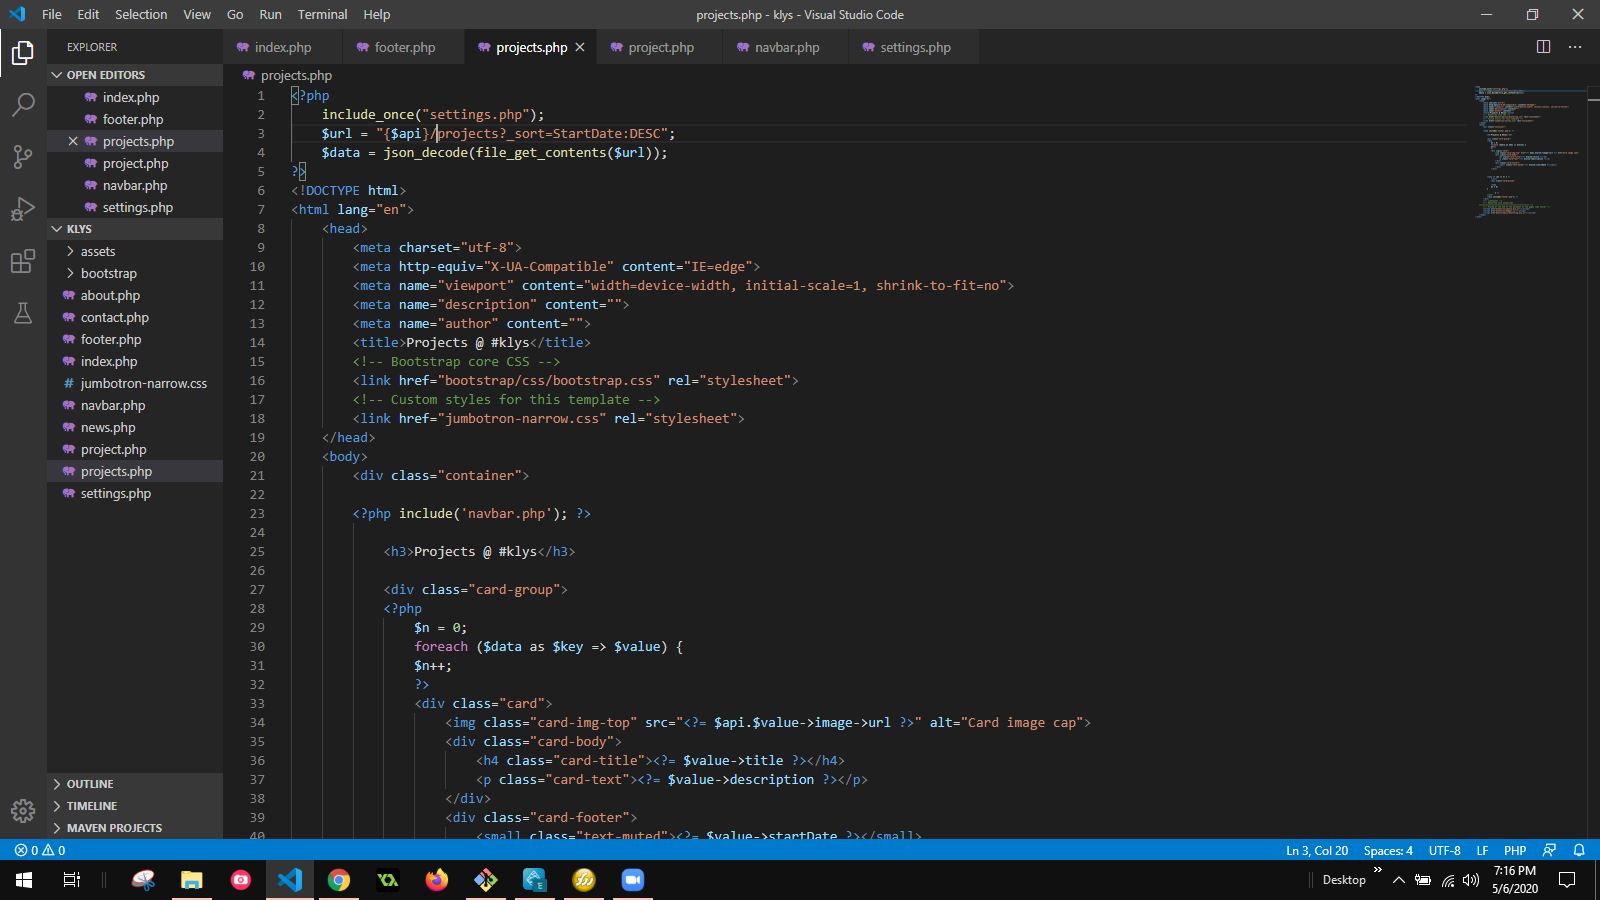 File Edit Selection View Go Run Terminal Help
projects.php - klys - Visual Studio Code
EXPLORER
OPEN EDITORS
index.php
footer.php
projects.php
project.php
navbar.php
settings.php
KLYS
assets
bootstrap
about.php
contact.php
footer.php
index.php
# jumbotron-narrow.css
navbar.php
news.php
project.php
projects.php
settings.php
OUTLINE
TIMELINE
MAVEN PROJECTS
index.php footer.php projects.php project.php navbar.php settings.php
projects.php
1 <?php
2 include_once("settings.php");
3 $url = "{$api}/projects?_sort=StartDate:DESC";
4 $data = json_decode(file_get_contents($url));
5 ?>
6 <!DOCTYPE html>
7 <html lang="en">
8 <head>
9 <meta charset="utf-8">
10 <meta http-equiv="X-UA-Compatible" content="IE=edge">
11 <meta name="viewport" content="width=device-width, initial-scale=1, shrink-to-fit=no">
12 <meta name="description" content="">
13 <meta name="author" content="">
14 <title>Projects @ #klys</title>
15 <!-- Bootstrap core CSS -->
16 <link href="bootstrap/css/bootstrap.css" rel="stylesheet">
17 <!-- Custom styles for this template -->
18 <link href="jumbotron-narrow.css" rel="stylesheet">
19 </head>
20 <body>
21 <div class="container">
22
23 <?php include('navbar.php'); ?>
24
25 <h3>Projects @ #klys</h3>
26
27 <div class="card-group">
28 <?php
29 $n = 0;
30 foreach ($data as $key => $value) {
31 $n++;
32 ?>
33 <div class="card">
34 <img class="card-img-top" src="<?= $api.$value->image->url ?>" alt="Card image cap">
35 <div class="card-body">
36 <h4 class="card-title"><?= $value->title ?></h4>
37 <p class="card-text"><?= $value->description ?></p>
38 </div>
39 <div class="card-footer">
40 <small class="text-muted"><?= $value->startDate ?></small>
0 0
Ln 3, Col 20 Spaces: 4 UTF-8 LF PHP
Desktop
7:16 PM
5/6/2020